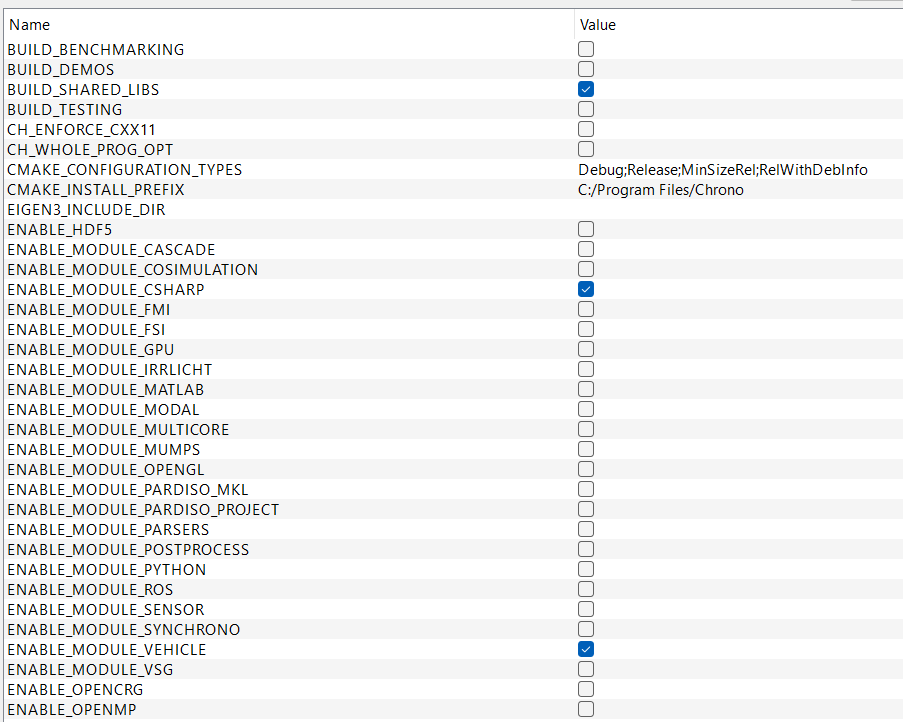 Name Value
BUILD_BENCHMARKING
BUILD_DEMOS
BUILD_SHARED_LIBS
BUILD_TESTING
CH_ENFORCE_CXX11
CH_WHOLE_PROG_OPT
CMAKE_CONFIGURATION_TYPES Debug;Release;MinSizeRel;RelWithDebInfo
CMAKE_INSTALL_PREFIX C:/Program Files/Chrono
EIGEN3_INCLUDE_DIR
ENABLE_HDF5
ENABLE_MODULE_CASCADE
ENABLE_MODULE_COSIMULATION
ENABLE_MODULE_CSHARP
ENABLE_MODULE_FMI
ENABLE_MODULE_FSI
ENABLE_MODULE_GPU
ENABLE_MODULE_IRRLICHT
ENABLE_MODULE_MATLAB
ENABLE_MODULE_MODAL
ENABLE_MODULE_MULTICORE
ENABLE_MODULE_MUMPS
ENABLE_MODULE_OPENGL
ENABLE_MODULE_PARDISO_MKL
ENABLE_MODULE_PARDISO_PROJECT
ENABLE_MODULE_PARSERS
ENABLE_MODULE_POSTPROCESS
ENABLE_MODULE_PYTHON
ENABLE_MODULE_ROS
ENABLE_MODULE_SENSOR
ENABLE_MODULE_SYNCHRONO
ENABLE_MODULE_VEHICLE
ENABLE_MODULE_VSG
ENABLE_OPENCRG
ENABLE_OPENMP